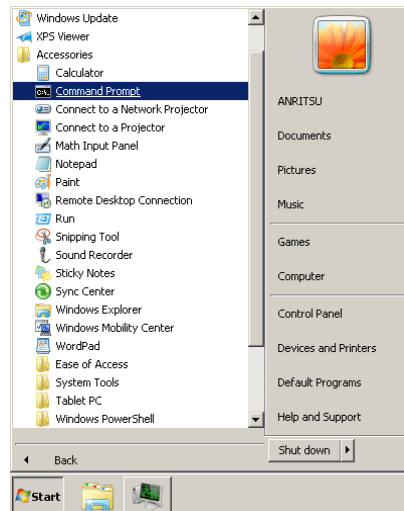 Windows Update
XPS Viewer
Accessories
Calculator
Command Prompt
Connect to a Network Projector
Connect to a Projector
Math Input Panel
Notepad
Paint
Remote Desktop Connection
Run
Snipping Tool
Sound Recorder
Sticky Notes
Sync Center
Windows Explorer
Windows Mobility Center
WordPad
Ease of Access
System Tools
Tablet PC
Windows PowerShell
Back
ANRITSU
Documents
Pictures
Music
Games
Computer
Control Panel
Devices and Printers
Default Programs
Help and Support
Shut down
Start